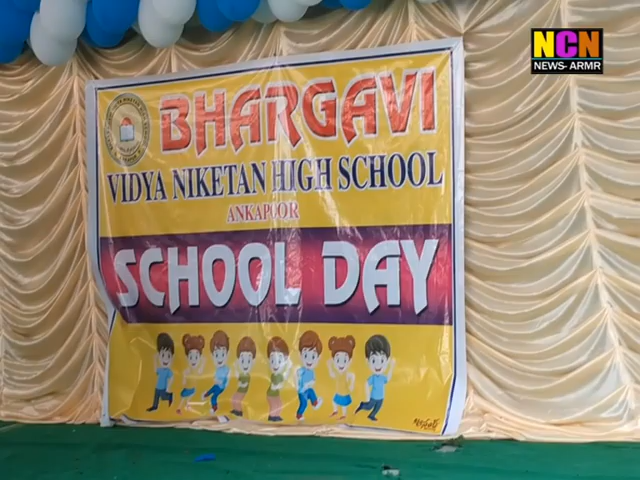 NCN
NEWS- ARMR
BHARGAVI
VIDYA NIKETAN HIGH SCHOOL
ANKAPOOR
SCHOOL DAY